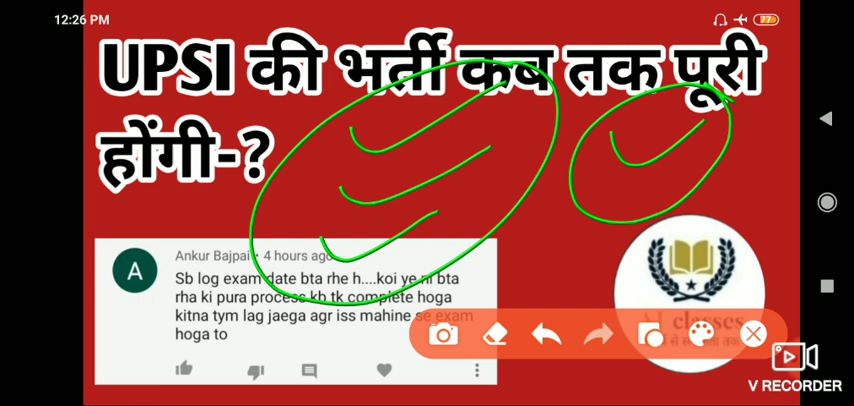 12:26 PM
77
UPSI की भर्ती कब तक पूरी
होंगी-?
Ankur Bajpai • 4 hours ago
Sb log exam date bta rhe h....koi ye ni bta
rha ki pura process kb tk complete hoga
kitna tym lag jaega agr iss mahine se exam
hoga to
A
classes
V RECORDER